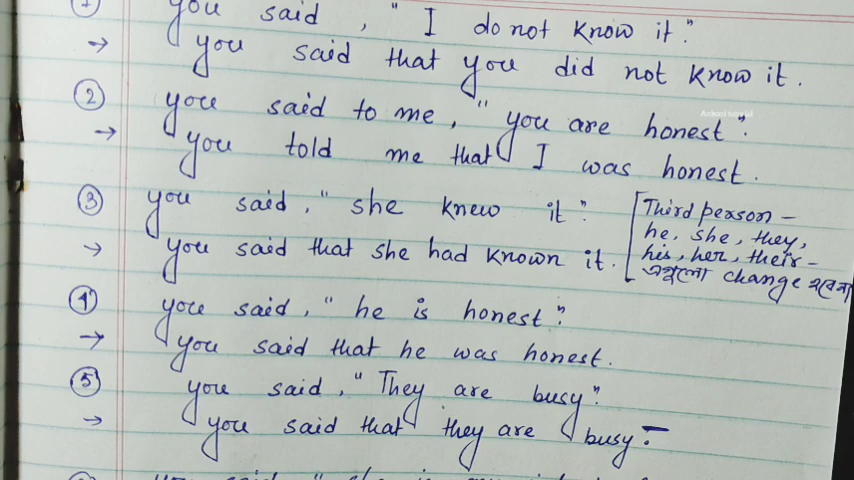 ① you said, "I do not know it."
→ you said that you did not know it.
② you said to me, "you are honest".
→ you told me that I was honest.
③ you said, "she knew it".
→ you said that she had known it.
[Third person -
he, she, they,
his, her, their -
এগুলো change হবেনা
④ you said, "he is honest".
→ you said that he was honest.
⑤ you said, "They are busy".
→ you said that they are busy.